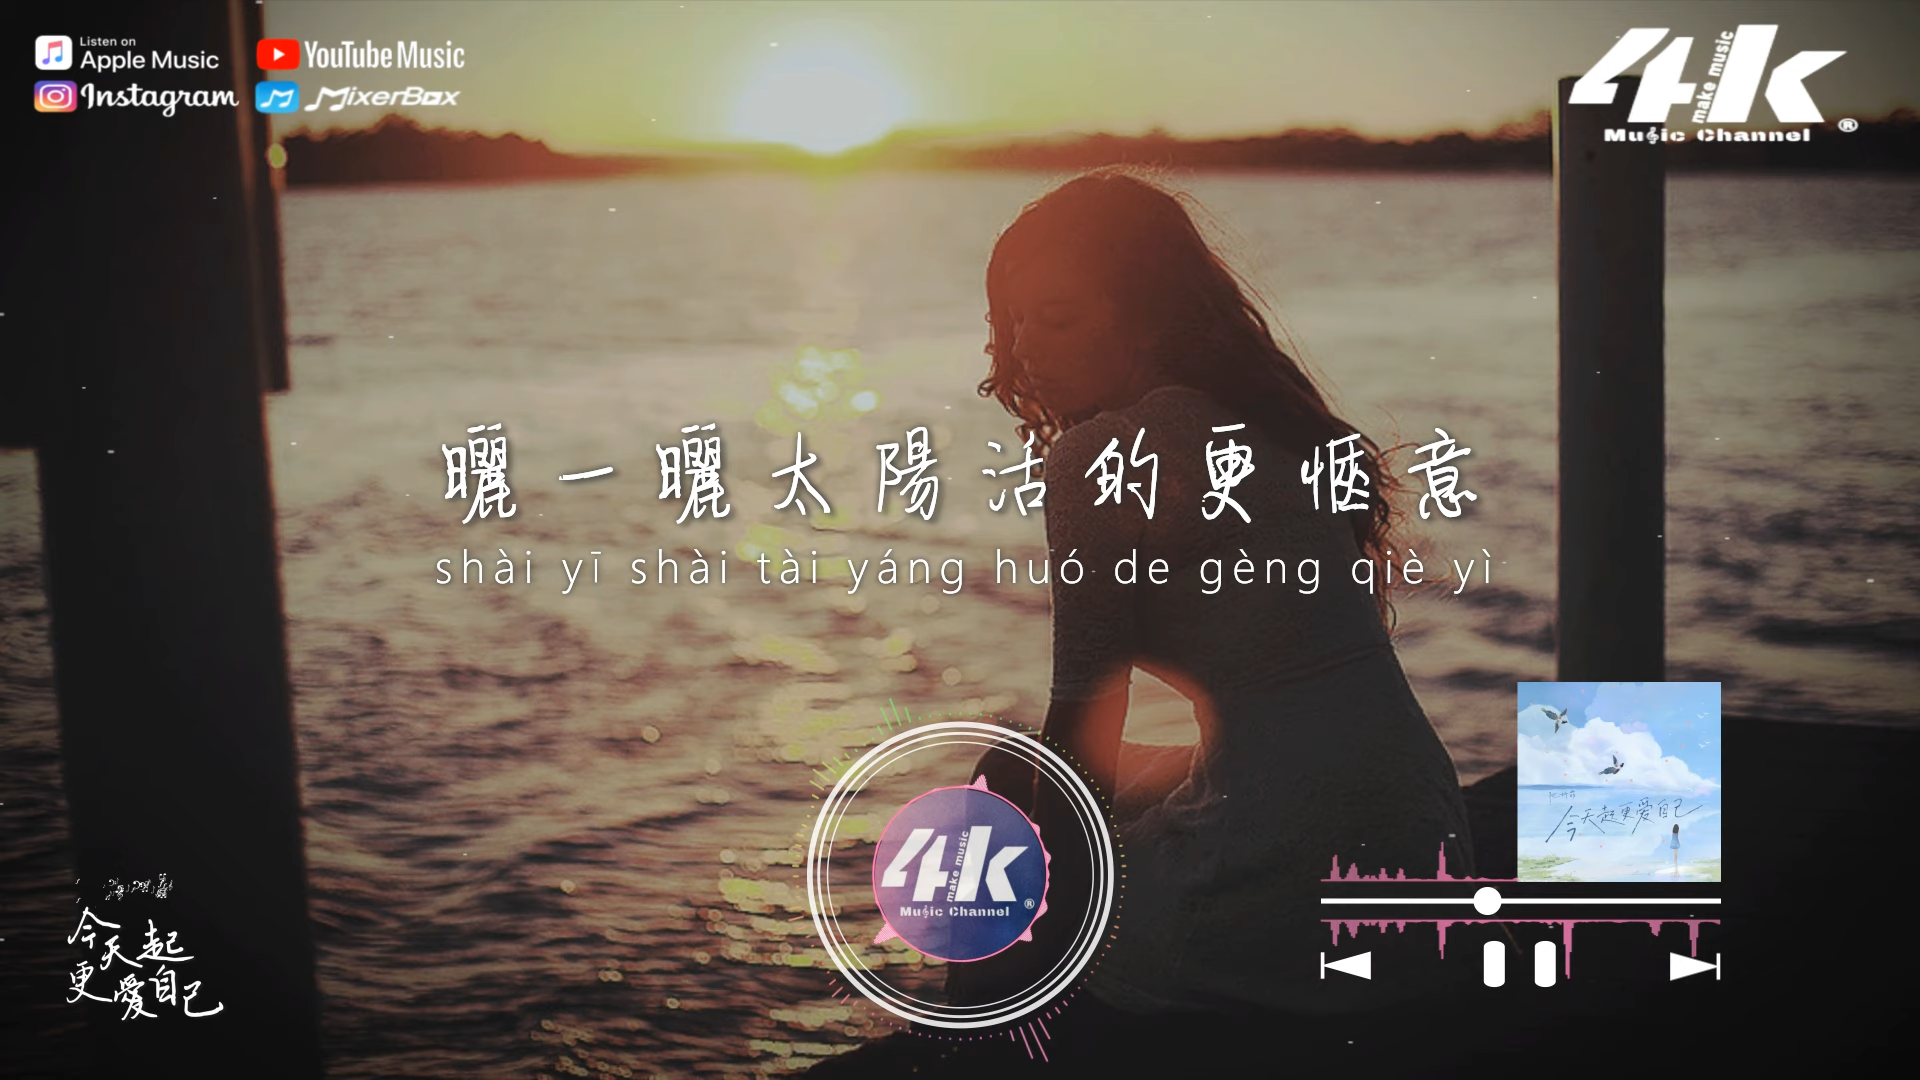 Listen on
Apple Music
YouTube Music
Instagram
MixerBox
4k
make music
Music Channel ®
曬一曬太陽活的更愜意
shài yī shài tài yáng huó de gèng qiè yì
今天起更愛自己
4k
make music
Music Channel ®
今天起
更愛自己